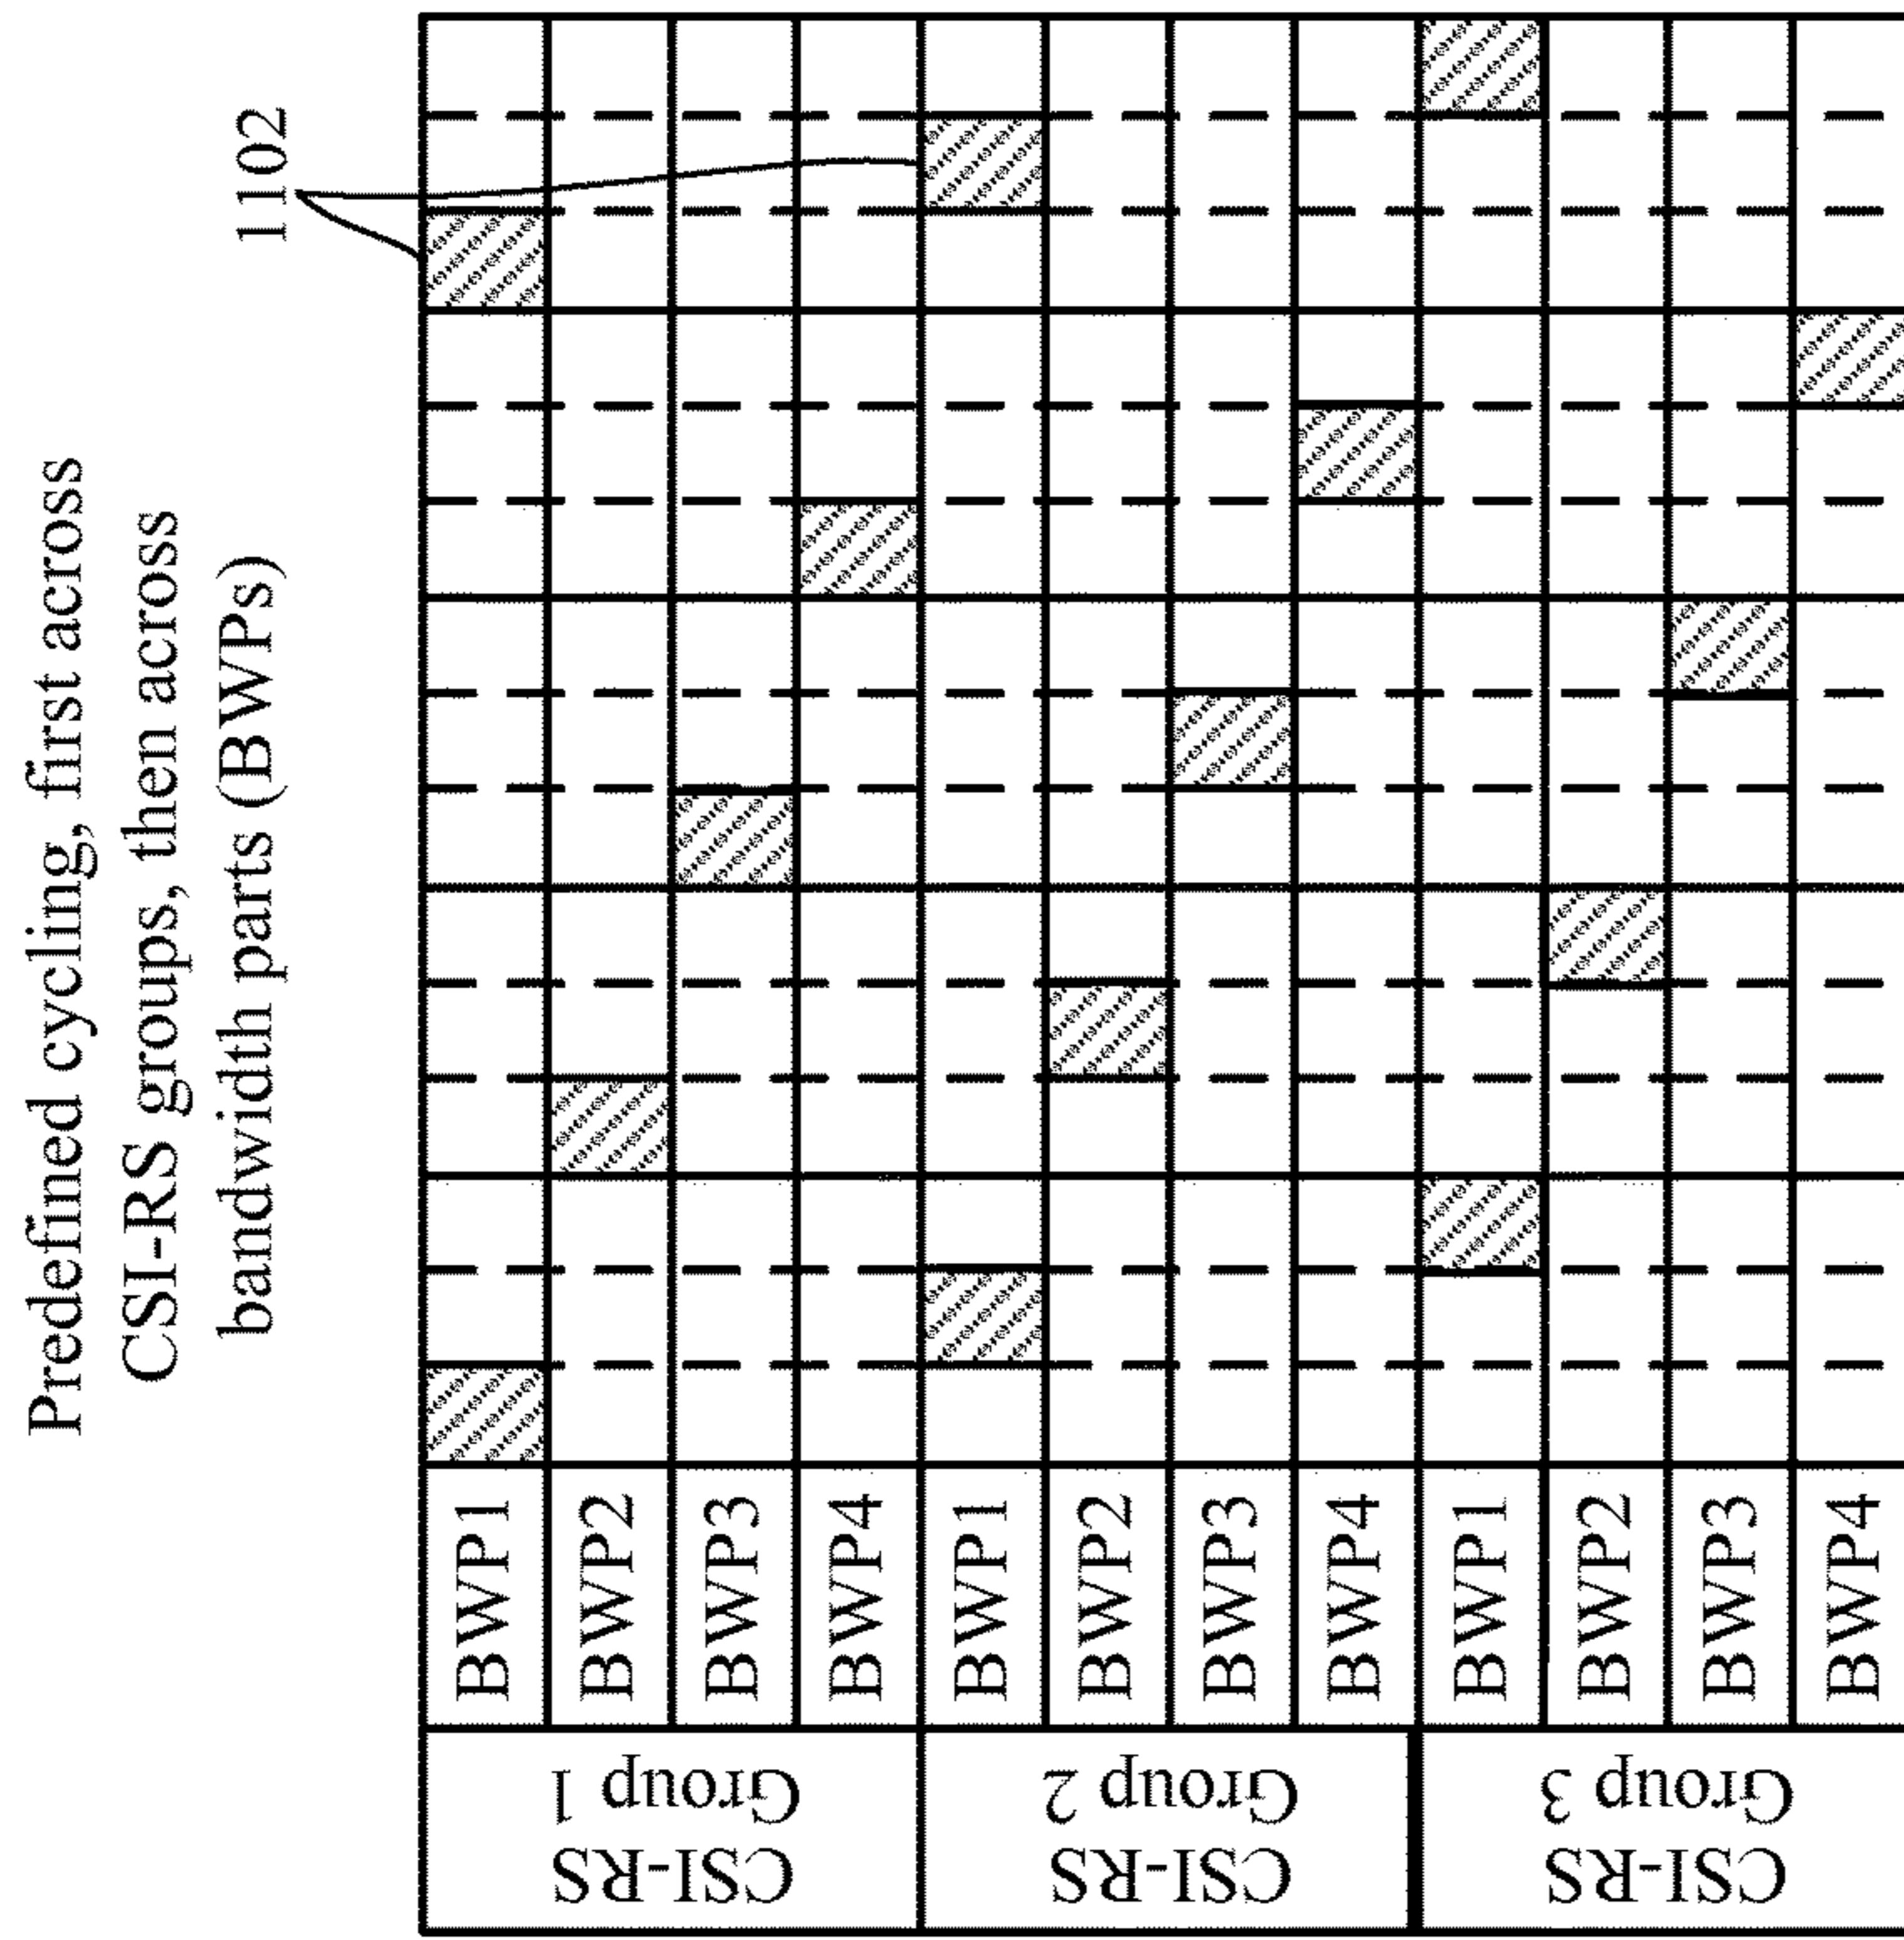 Predefined cycling, first across
CSI-RS groups, then across
bandwidth parts (BWPs)
1102
CSI-RS
Group 1
BWP1
BWP2
BWP3
BWP4
CSI-RS
Group 2
BWP1
BWP2
BWP3
BWP4
CSI-RS
Group 3
BWP1
BWP2
BWP3
BWP4